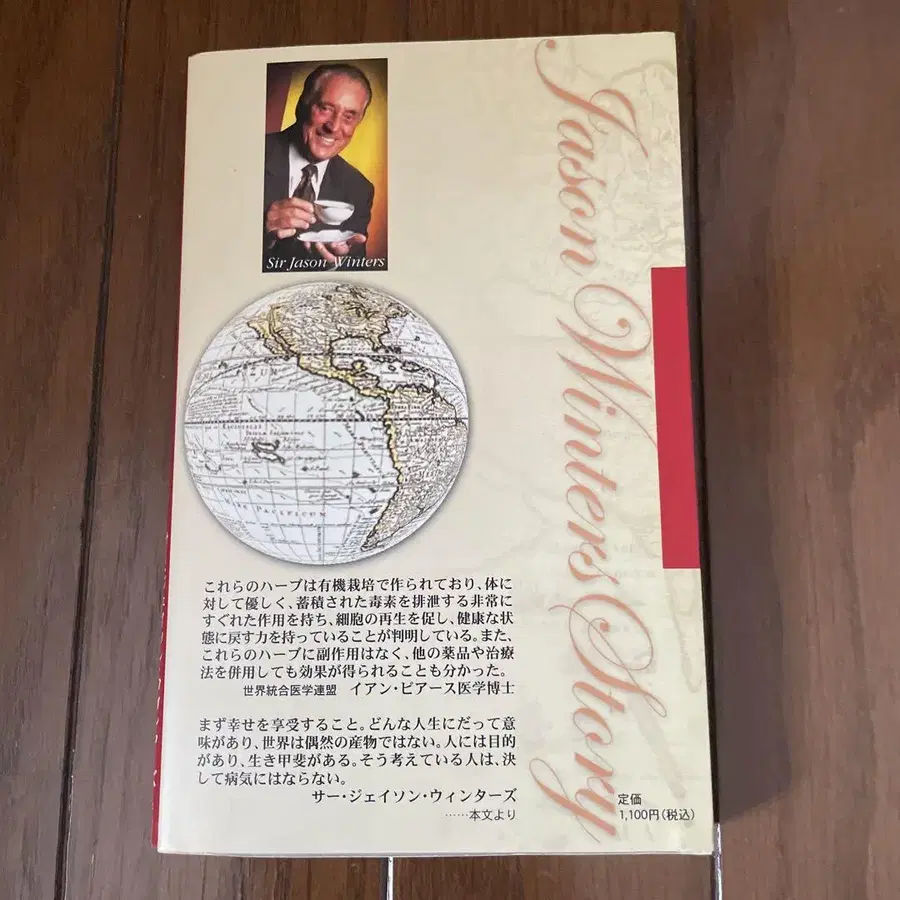 Jason Winters Story
Sir Jason Winters
PACIFICUM
これらのハーブは有機栽培で作られており、体に
対して優しく、蓄積された毒素を排泄する非常に
すぐれた作用を持ち、細胞の再生を促し、健康な状
態に戻す力を持っていることが判明している。また、
これらのハーブに副作用はなく、他の薬品や治療
法を併用しても効果が得られることも分かった。
世界統合医学連盟 イアン・ピアース医学博士
まず幸せを享受すること。どんな人生にだって意
味があり、世界は偶然の産物ではない。人には目的
があり、生き甲斐がある。そう考えている人は、決
して病気にはならない。
サー・ジェイソン・ウィンターズ
……本文より
定価
1,100円(税込)